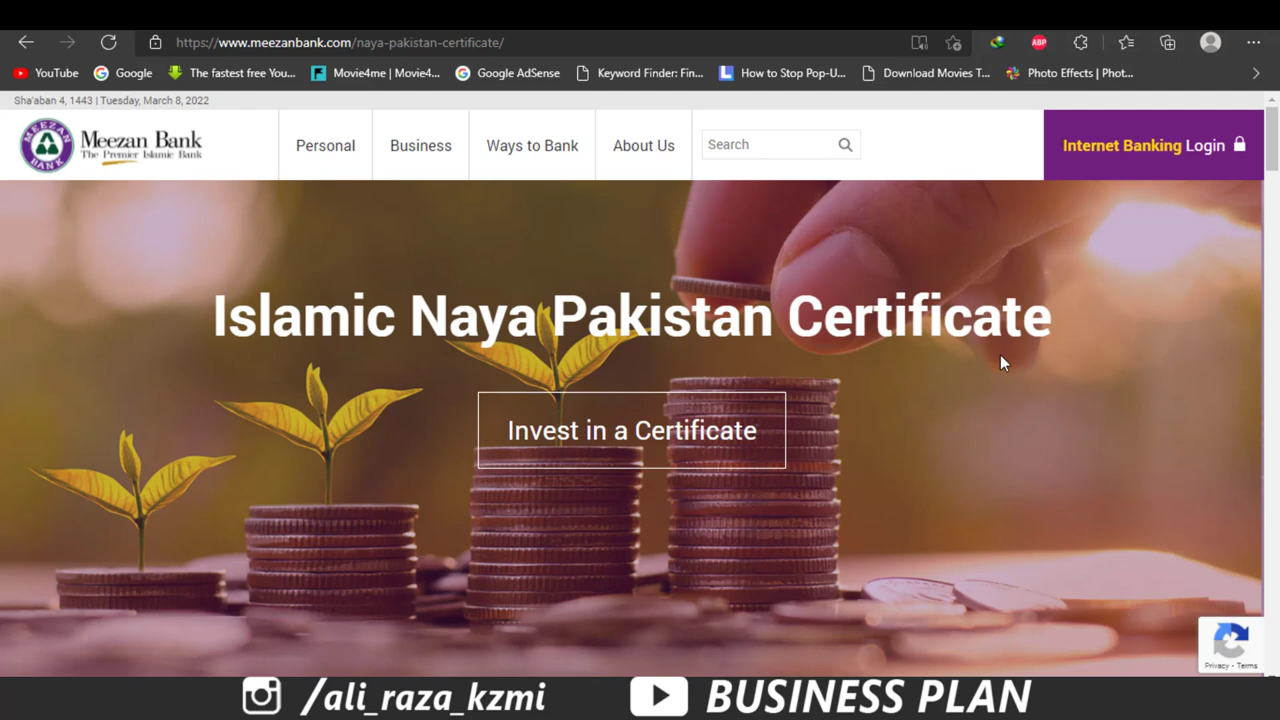 https://www.meezanbank.com/naya-pakistan-certificate/
ABP
YouTube
Google
The fastest free You...
Movie4me | Movie4...
Google AdSense
Keyword Finder: Fin...
How to Stop Pop-U...
Download Movies T...
Photo Effects | Phot...
Sha'aban 4, 1443 | Tuesday, March 8, 2022
MEEZAN BANK
Meezan Bank
The Premier Islamic Bank
Personal
Business
Ways to Bank
About Us
Search
Internet Banking Login
Islamic Naya Pakistan Certificate
Invest in a Certificate
Privacy - Terms
/ali_raza_kzmi
BUSINESS PLAN